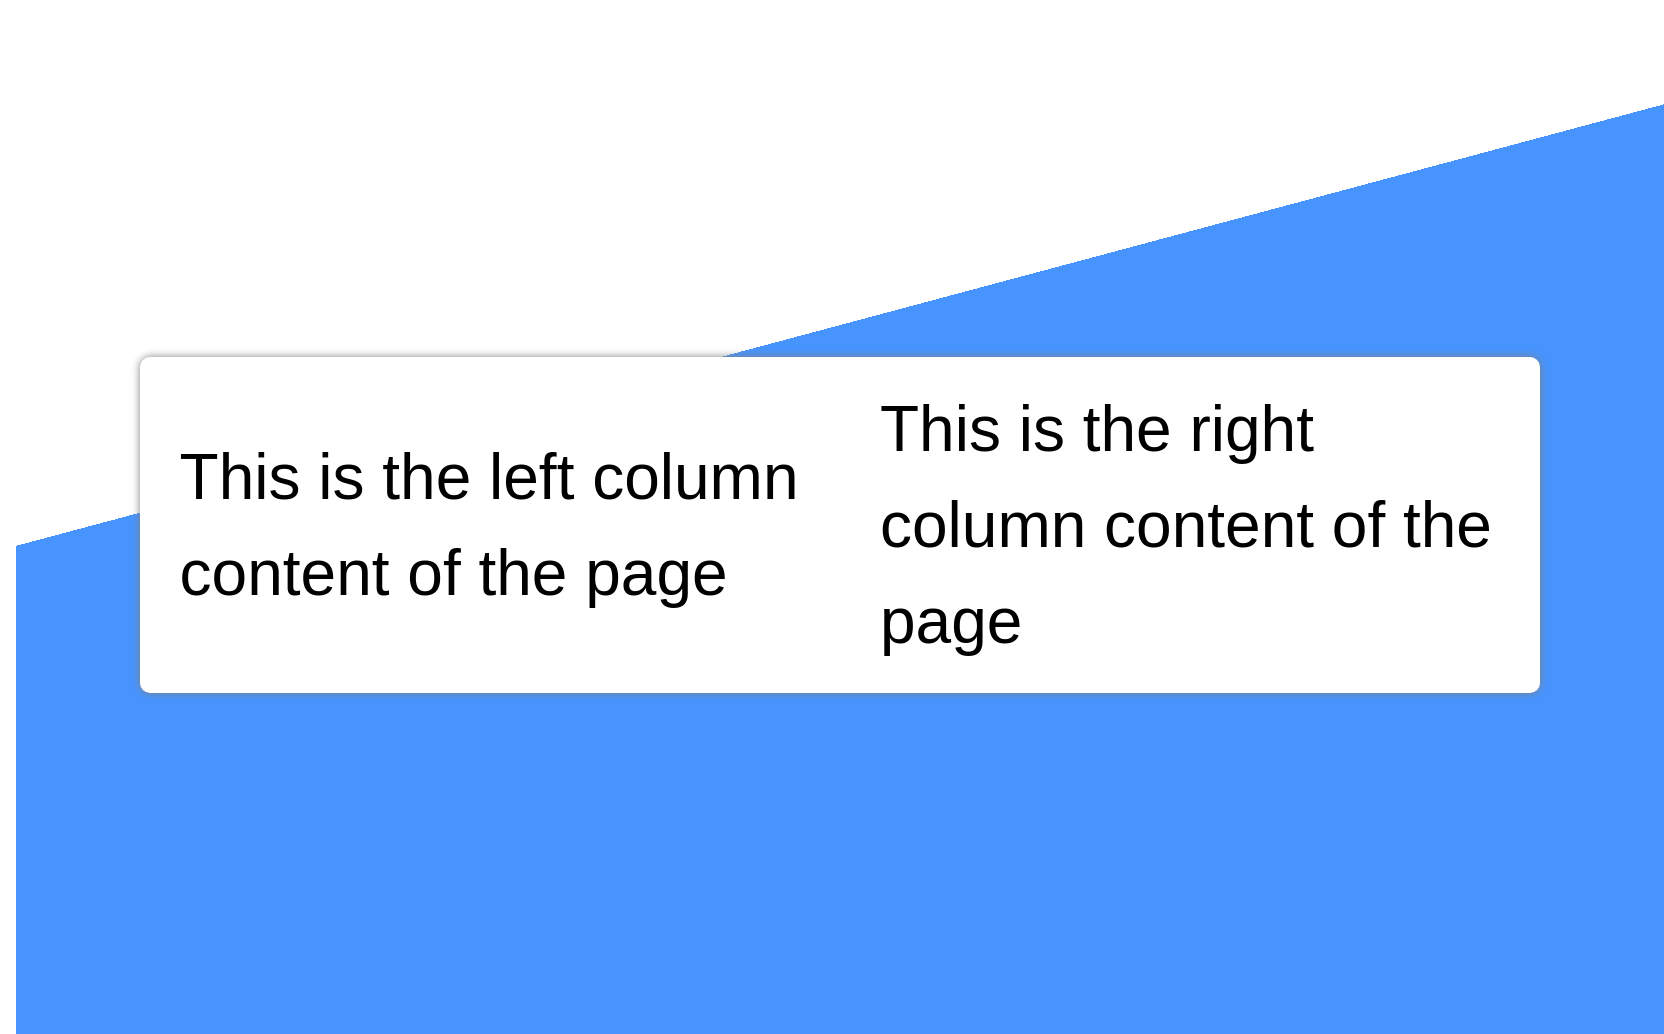 This is the left column
content of the page
This is the right
column content of the
page